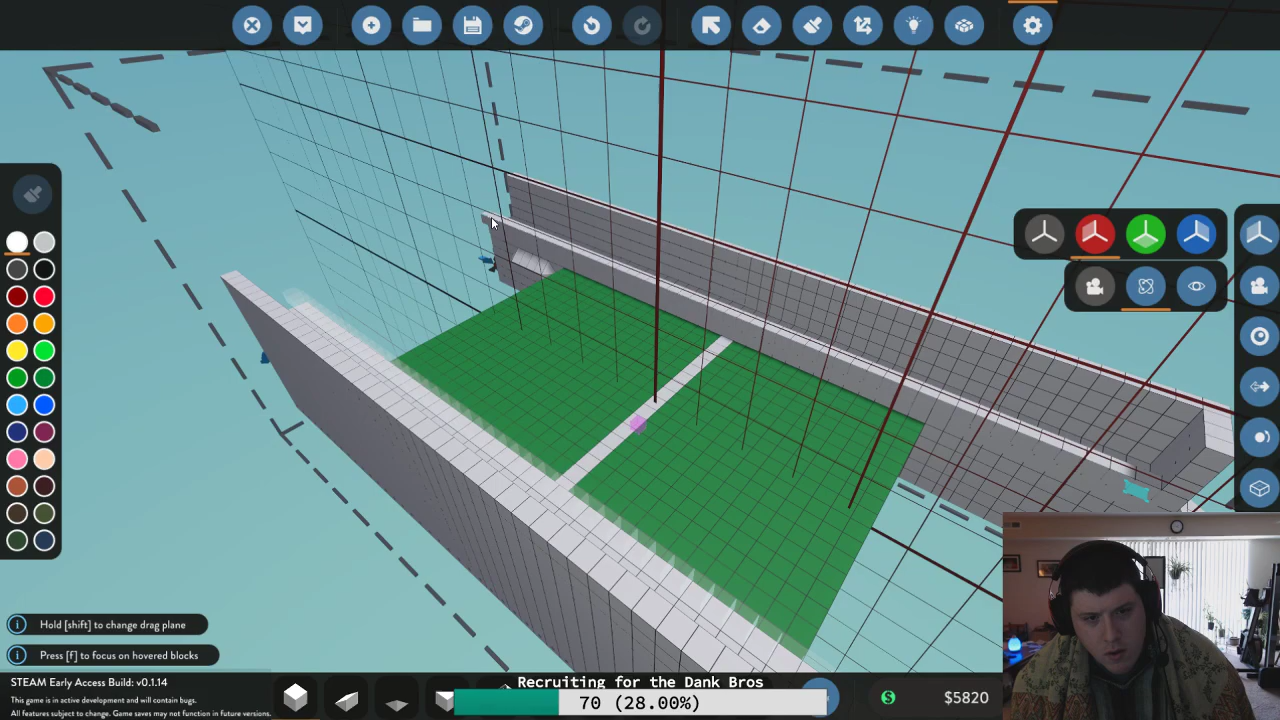 Hold [shift] to change drag plane
Press [f] to focus on hovered blocks
STEAM Early Access Build: v0.1.14
This game is in active development and will contain bugs.
All features subject to change. Game saves may not function in future versions.
Recruiting for the Dank Bros
70 (28.00%)
$5820